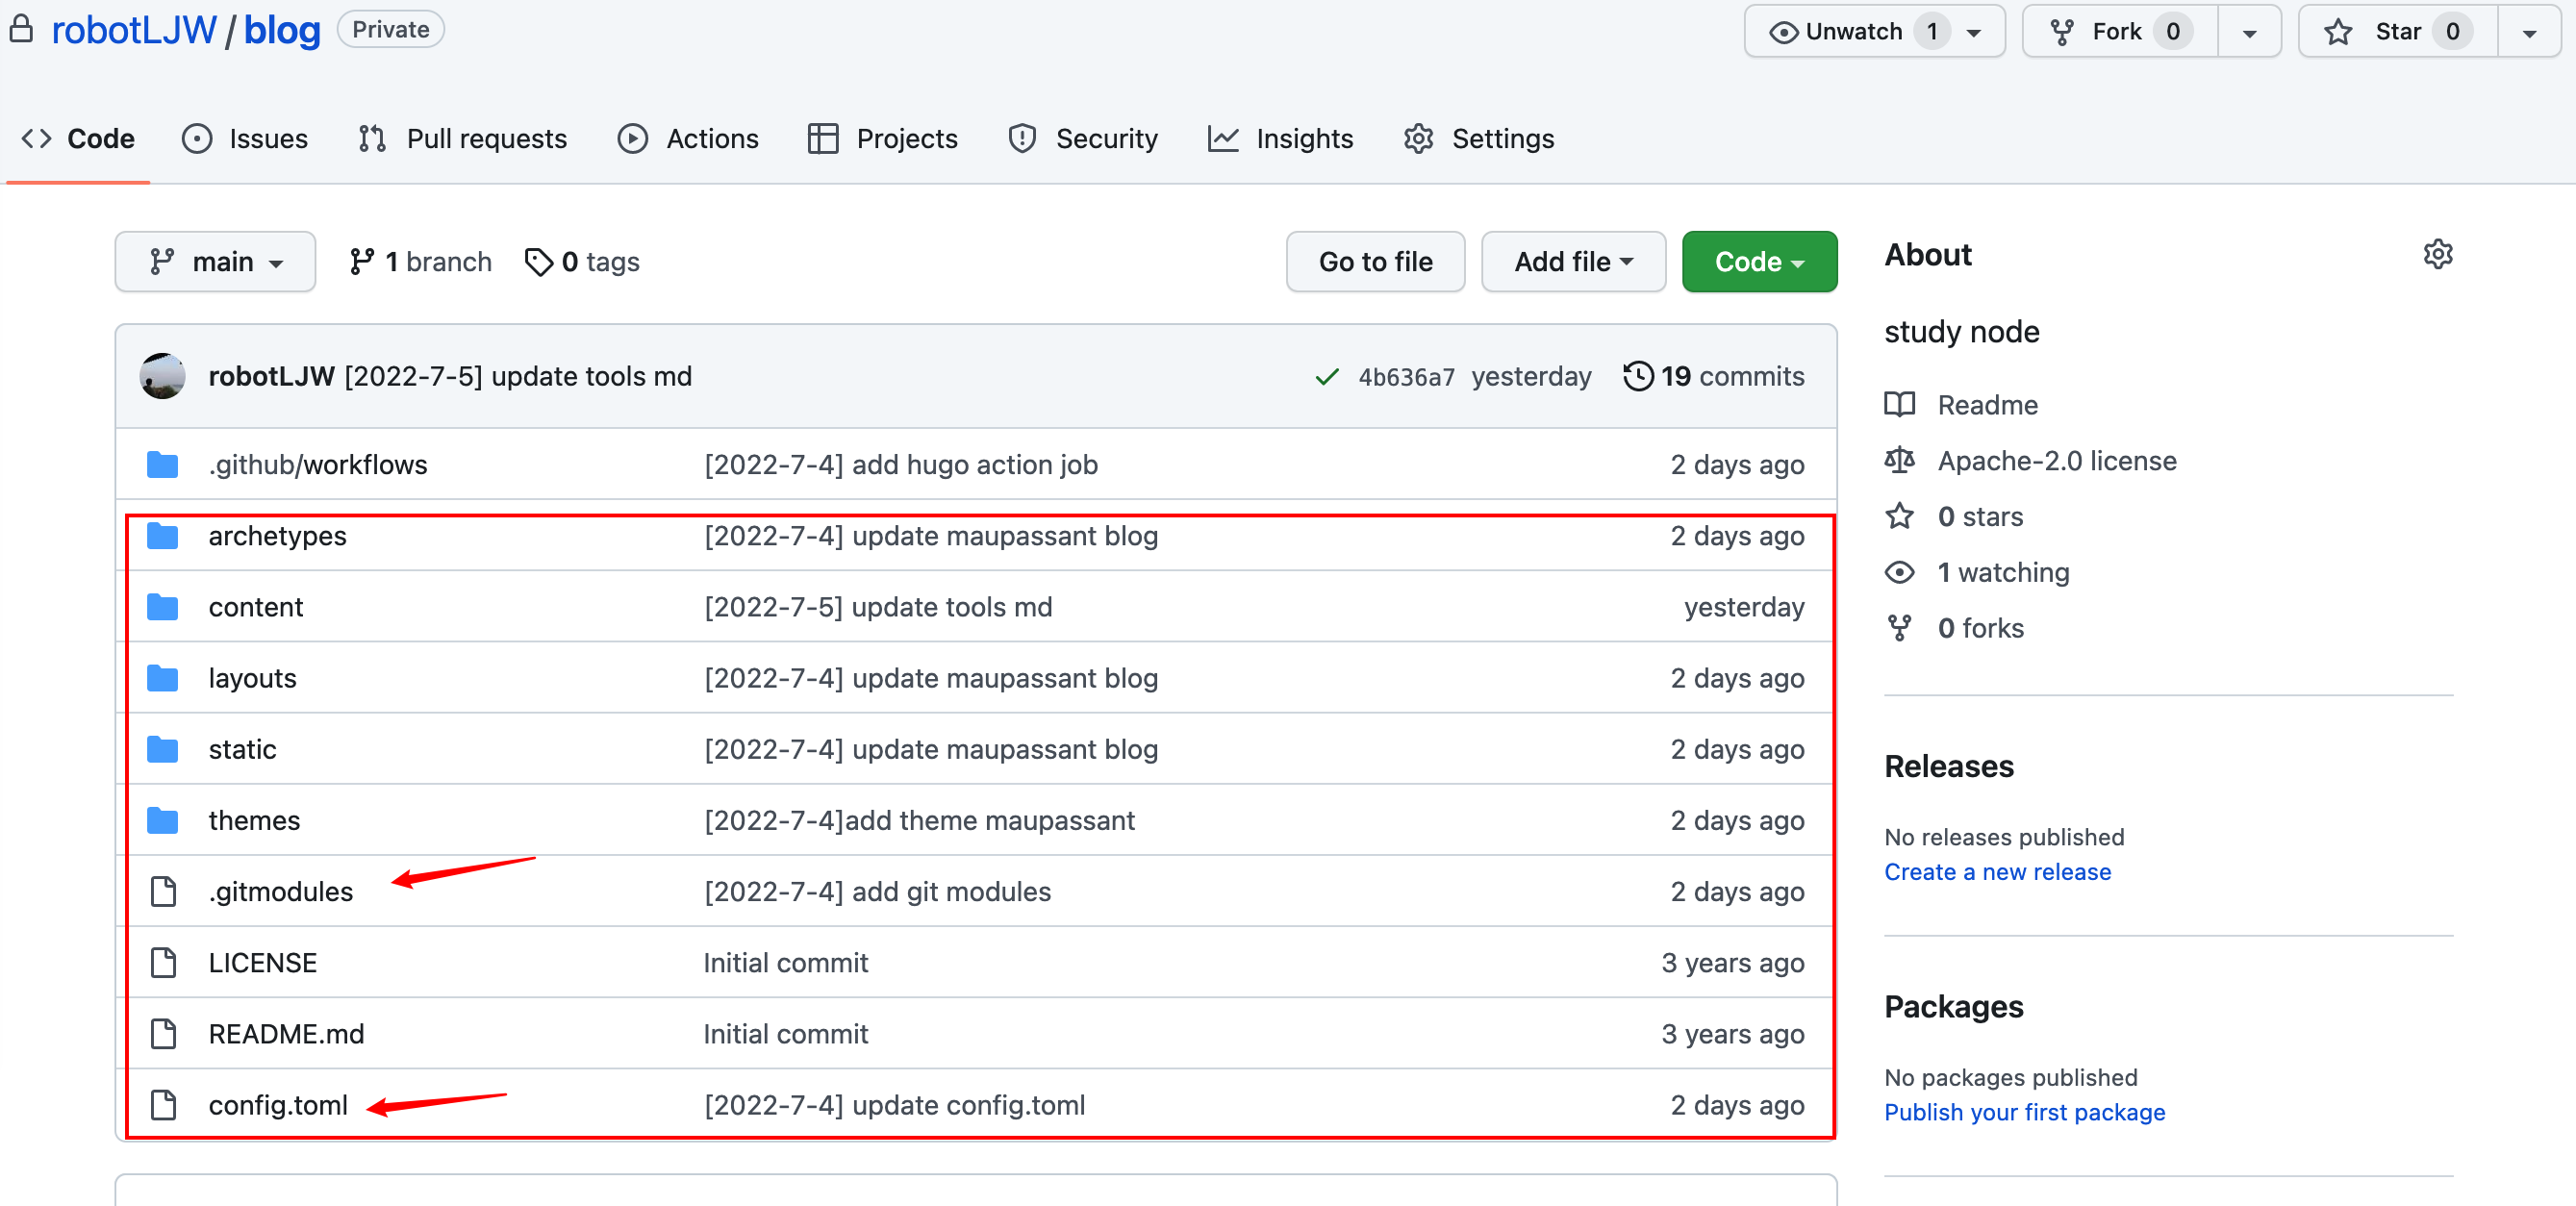 robotLJW / blog Private Unwatch 1 Fork 0 Star 0
Code Issues Pull requests Actions Projects Security Insights Settings
main 1 branch 0 tags Go to file Add file Code
robotLJW [2022-7-5] update tools md 4b636a7 yesterday 19 commits
.github/workflows [2022-7-4] add hugo action job 2 days ago
archetypes [2022-7-4] update maupassant blog 2 days ago
content [2022-7-5] update tools md yesterday
layouts [2022-7-4] update maupassant blog 2 days ago
static [2022-7-4] update maupassant blog 2 days ago
themes [2022-7-4]add theme maupassant 2 days ago
.gitmodules [2022-7-4] add git modules 2 days ago
LICENSE Initial commit 3 years ago
README.md Initial commit 3 years ago
config.toml [2022-7-4] update config.toml 2 days ago
About
study node
Readme
Apache-2.0 license
0 stars
1 watching
0 forks
Releases
No releases published
Create a new release
Packages
No packages published
Publish your first package